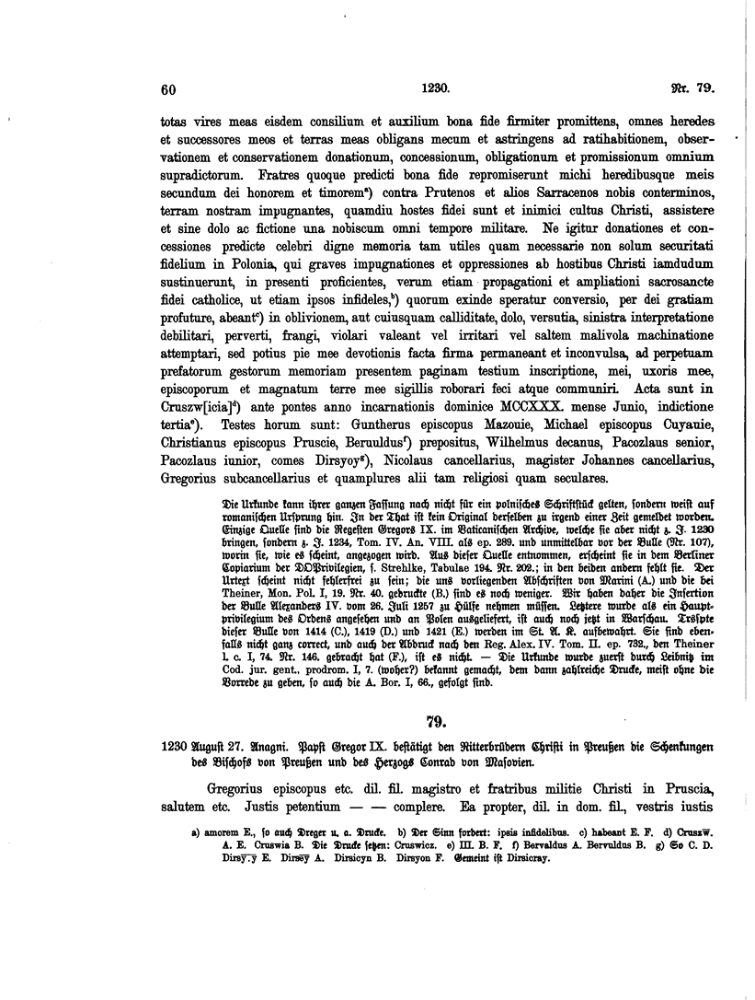 60 1230. Nr. 79.
totas vires meas eisdem consilium et auxilium bona fide firmiter promittens, omnes heredes
et successores meos et terras meas obligans mecum et astringens ad ratihabitionem, obser-
vationem et conservationem donationum, concessionum, obligationum et promissionum omnium
supradictorum. Fratres quoque predicti bona fide repromiserunt michi heredibusque meis
secundum dei honorem et timorem a) contra Prutenos et alios Sarracenos nobis conterminos,
terram nostram impugnantes, quamdiu hostes fidei sunt et inimici cultus Christi, assistere
et sine dolo ac fictione una nobiscum omni tempore militare. Ne igitur donationes et con-
cessiones predicte celebri digne memoria tam utiles quam necessarie non solum securitati
fidelium in Polonia, qui graves impugnationes et oppressiones ab hostibus Christi iamdudum
sustinuerunt, in presenti proficientes, verum etiam propagationi et ampliationi sacrosancte
fidei catholice, ut etiam ipsos infideles, b) quorum exinde speratur conversio, per dei gratiam
profuture, abeant c) in oblivionem, aut cuiusquam calliditate, dolo, versutia, sinistra interpretatione
debilitari, perverti, frangi, violari valeant vel irritari vel saltem malivola machinatione
attemptari, sed potius pie mee devotionis facta firma permaneant et inconvulsa, ad perpetuam
prefatorum gestorum memoriam presentem paginam testium inscriptione, mei, uxoris mee,
episcoporum et magnatum terre mee sigillis roborari feci atque communiri. Acta sunt in
Cruszw[icia] d) ante pontes anno incarnationis dominice MCCXXX. mense Junio, indictione
tertia e). Testes horum sunt: Guntherus episcopus Mazouie, Michael episcopus Cuyauie,
Christianus episcopus Pruscie, Beruuldus f) prepositus, Wilhelmus decanus, Pacozlaus senior,
Pacozlaus iunior, comes Dirsyoy g), Nicolaus cancellarius, magister Johannes cancellarius,
Gregorius subcancellarius et quamplures alii tam religiosi quam seculares.
Die Urkunde kann ihrer ganzen Fassung nach nicht für ein polnisches Schriftstück gelten, sondern weist auf
romanischen Ursprung hin. In der That ist kein Original derselben zu irgend einer Zeit gemeldet worden.
Einzige Quelle sind die Regesten Gregors IX. im Vaticanischen Archive, welche sie aber nicht z. J. 1230
bringen, sondern z. J. 1234, Tom. IV. An. VIII. als ep. 289. und unmittelbar vor der Bulle (Nr. 107),
worin sie, wie es scheint, angezogen wird. Aus dieser Quelle entnommen, erscheint sie in dem Berliner
Copiarium der DOPrivilegien, s. Strehlke, Tabulae 194. Nr. 202.; in den beiden andern fehlt sie. Der
Urtext scheint nicht fehlerfrei zu sein; die uns vorliegenden Abschriften von Marini (A.) und die bei
Theiner, Mon. Pol. I, 19. Nr. 40. gedruckte (B.) sind es noch weniger. Wir haben daher die Insertion
der Bulle Alexanders IV. vom 26. Juli 1257 zu Hülfe nehmen müssen. Letztere wurde als ein Haupt-
privilegium des Ordens angesehen und an Polen ausgeliefert, ist auch noch jetzt in Warschau. Trsspte
dieser Bulle von 1414 (C.), 1419 (D.) und 1421 (E.) werden im St. A. K. aufbewahrt. Sie sind eben-
falls nicht ganz correct, und auch der Abdruck nach den Reg. Alex. IV. Tom. II. ep. 732., den Theiner
l. c. I, 74. Nr. 146. gebracht hat (F.), ist es nicht. — Die Urkunde wurde zuerst durch Leibnitz im
Cod. jur. gent., prodrom. I, 7. (woher?) bekannt gemacht, dem dann zahlreiche Drucke, meist ohne die
Vorrede zu geben, so auch die A. Bor. I, 66., gefolgt sind.
79.
1230 August 27. Anagni. Papst Gregor IX. bestätigt den Ritterbrüdern Christi in Preußen die Schenkungen
des Bischofs von Preußen und des Herzogs Conrad von Masovien.
Gregorius episcopus etc. dil. fil. magistro et fratribus militie Christi in Pruscia,
salutem etc. Justis petentium — — complere. Ea propter, dil. in dom. fil., vestris iustis
a) amorem E., so auch Dreger u. a. Drucke. b) Der Sinn fordert: ipsis infidelibus. c) habeant E. F. d) Cruszw.
A. E. Cruswia B. Die Drucke setzen: Cruswicz. e) III. B. F. f) Bervaldus A. Bervuldus B. g) So C. D.
Dirsy̅.y̅ E. Dirse̅y̅ A. Dirsicyn B. Dirsyon F. Gemeint ist Dirsicray.